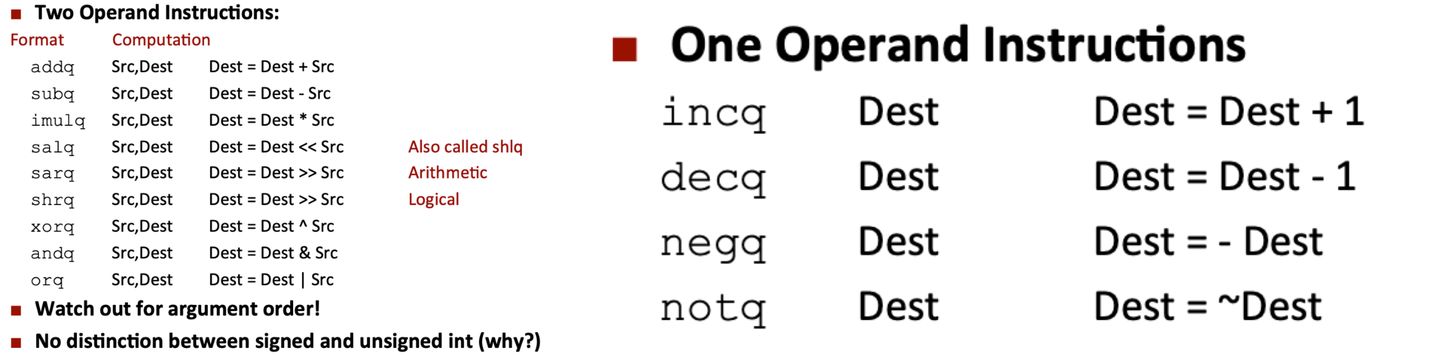 ■ Two Operand Instructions:
Format Computation
addq Src,Dest Dest = Dest + Src
subq Src,Dest Dest = Dest - Src
imulq Src,Dest Dest = Dest * Src
salq Src,Dest Dest = Dest << Src Also called shlq
sarq Src,Dest Dest = Dest >> Src Arithmetic
shrq Src,Dest Dest = Dest >> Src Logical
xorq Src,Dest Dest = Dest ^ Src
andq Src,Dest Dest = Dest & Src
orq Src,Dest Dest = Dest | Src
■ Watch out for argument order!
■ No distinction between signed and unsigned int (why?)
■ One Operand Instructions
incq Dest Dest = Dest + 1
decq Dest Dest = Dest - 1
negq Dest Dest = - Dest
notq Dest Dest = ~Dest